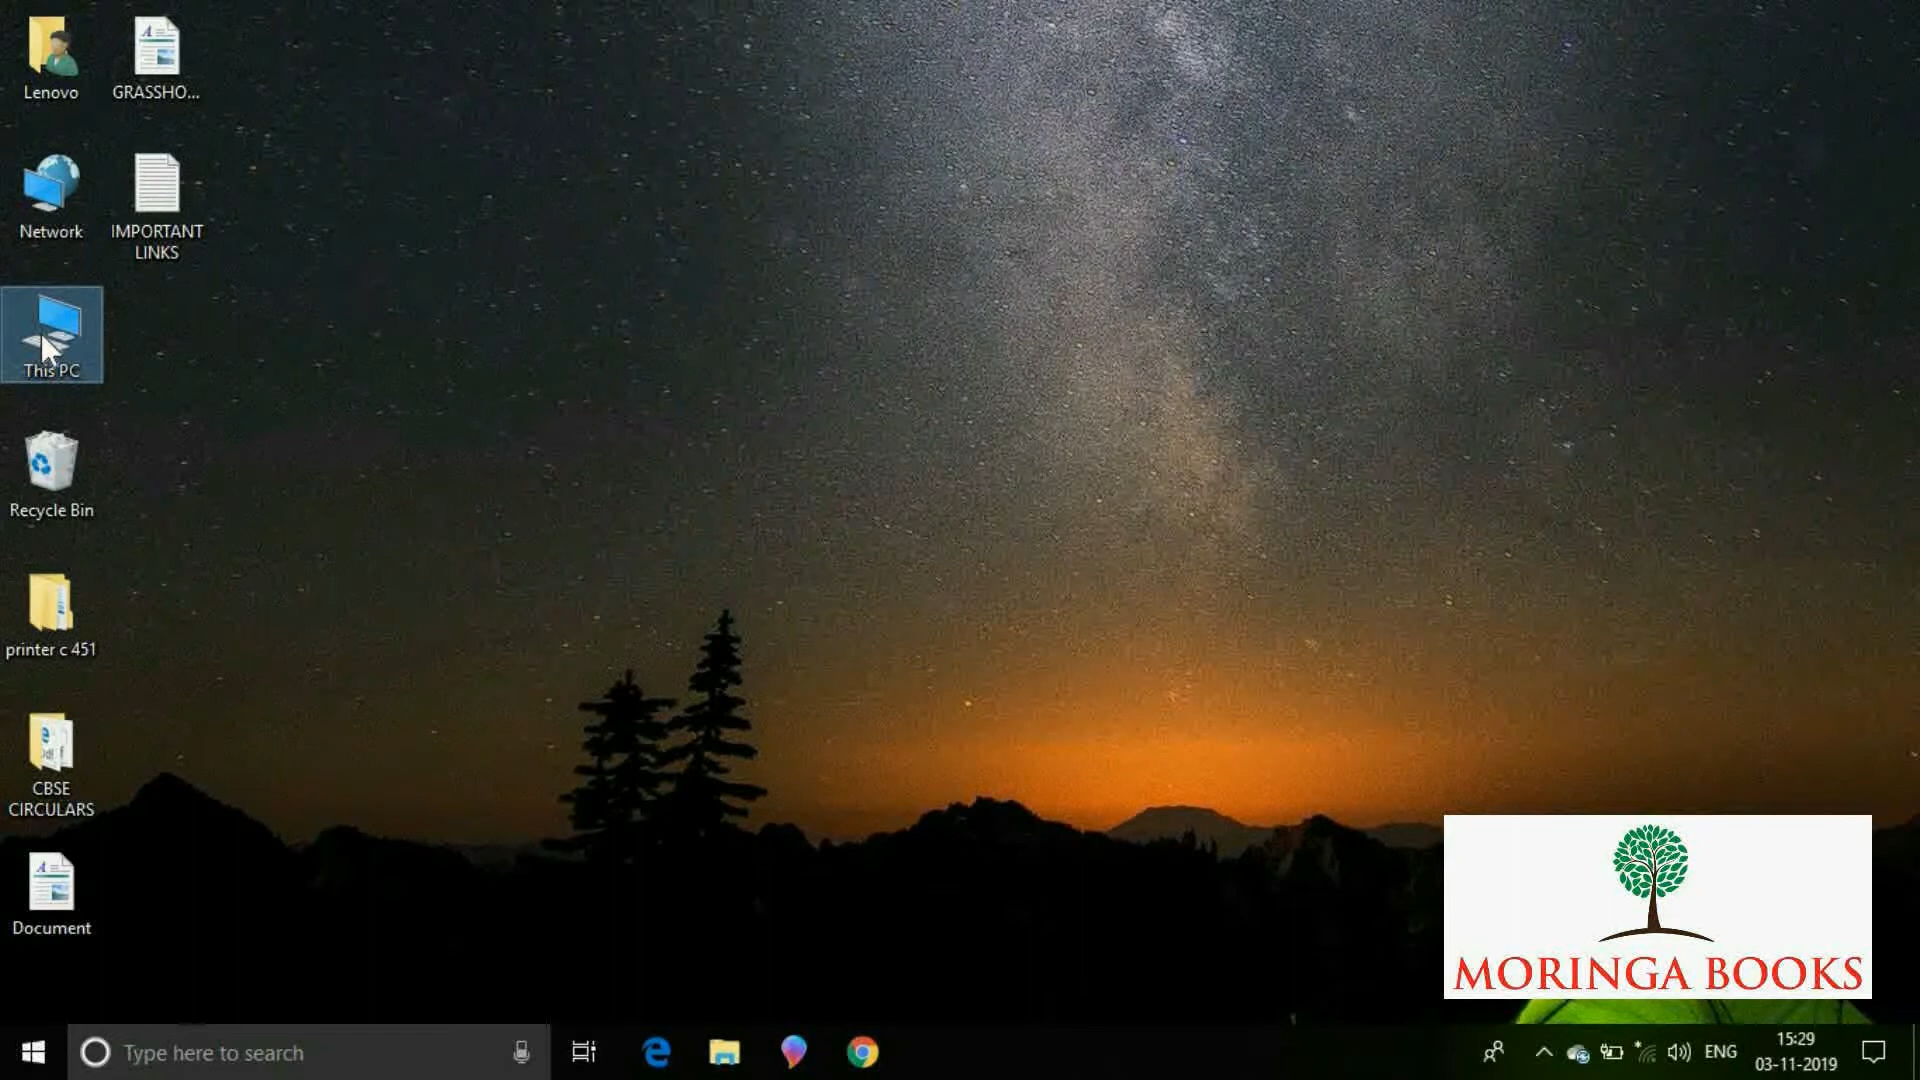 Lenovo
GRASSHO...
Network
IMPORTANT
LINKS
This PC
Recycle Bin
printer c 451
CBSE
CIRCULARS
Document
MORINGA BOOKS
Type here to search
ENG
15:29
03-11-2019